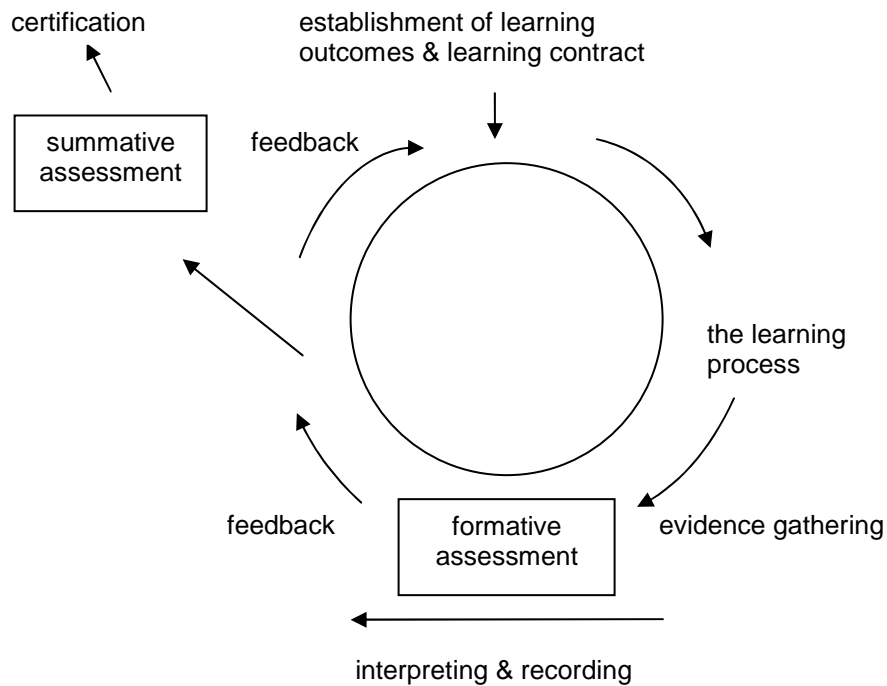 certification
establishment of learning
outcomes & learning contract
summative
assessment
feedback
the learning
process
feedback
formative
assessment
evidence gathering
interpreting & recording